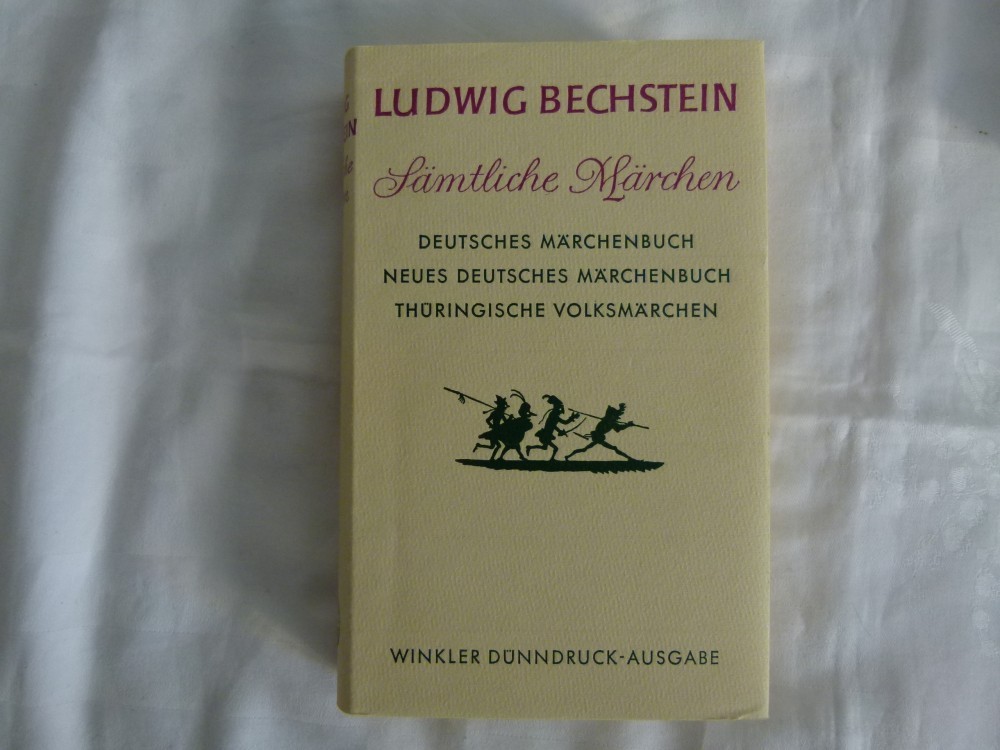 LUDWIG BECHSTEIN
Sämtliche Märchen
DEUTSCHES MÄRCHENBUCH
NEUES DEUTSCHES MÄRCHENBUCH
THÜRINGISCHE VOLKSMÄRCHEN
WINKLER DÜNNDRUCK-AUSGABE